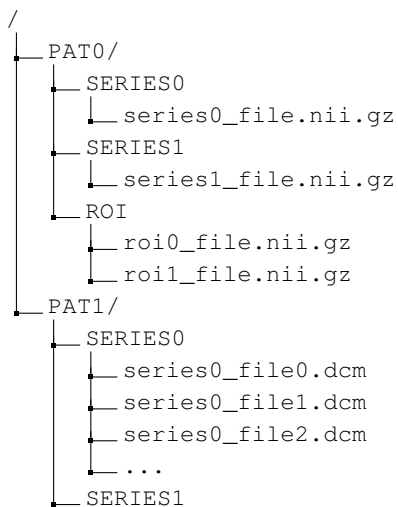 /
PAT0/
SERIES0
series0_file.nii.gz
SERIES1
series1_file.nii.gz
ROI
roi0_file.nii.gz
roi1_file.nii.gz
PAT1/
SERIES0
series0_file0.dcm
series0_file1.dcm
series0_file2.dcm
...
SERIES1